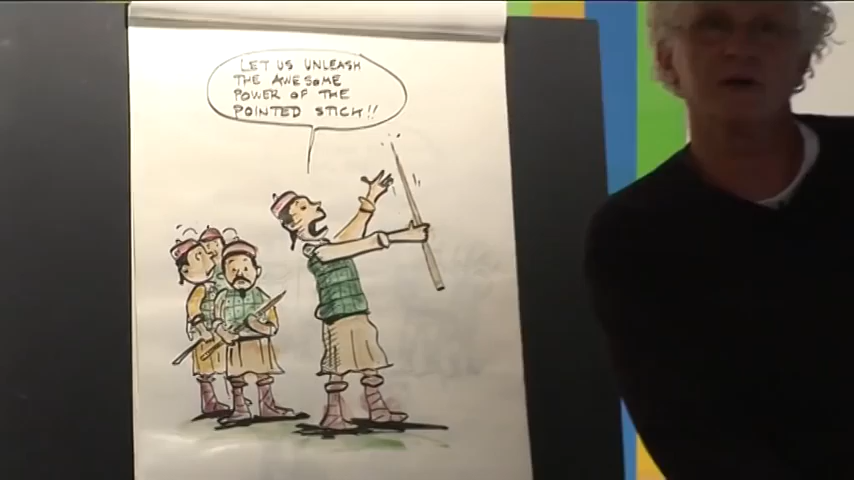 LET US UNLEASH
THE AWESOME
POWER OF THE
POINTED STICK!!